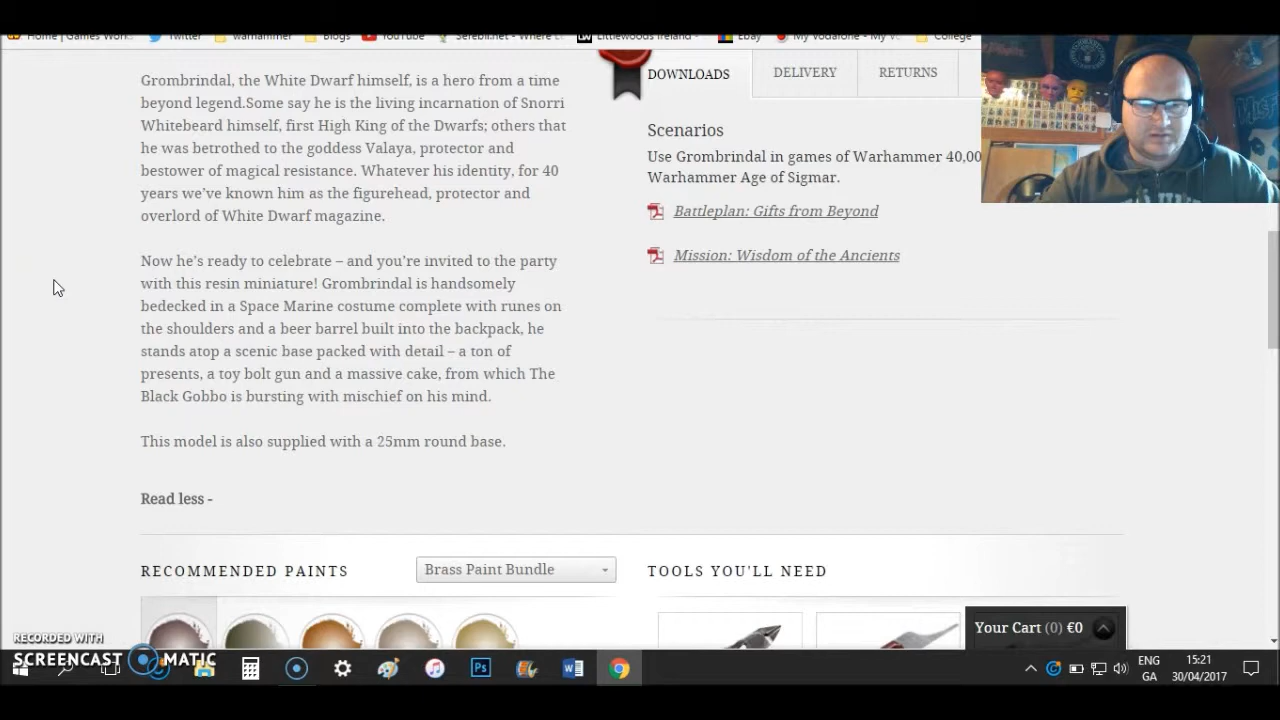 Home | Games Work.. Twitter warhammer Blogs YouTube Serebii.net - Where L Littlewoods Ireland Ebay My Vodafone - My V College
Grombrindal, the White Dwarf himself, is a hero from a time
beyond legend.Some say he is the living incarnation of Snorri
Whitebeard himself, first High King of the Dwarfs; others that
he was betrothed to the goddess Valaya, protector and
bestower of magical resistance. Whatever his identity, for 40
years we've known him as the figurehead, protector and
overlord of White Dwarf magazine.
Now he's ready to celebrate – and you're invited to the party
with this resin miniature! Grombrindal is handsomely
bedecked in a Space Marine costume complete with runes on
the shoulders and a beer barrel built into the backpack, he
stands atop a scenic base packed with detail – a ton of
presents, a toy bolt gun and a massive cake, from which The
Black Gobbo is bursting with mischief on his mind.
This model is also supplied with a 25mm round base.
Read less -
DOWNLOADS DELIVERY RETURNS
Scenarios
Use Grombrindal in games of Warhammer 40,00
Warhammer Age of Sigmar.
Battleplan: Gifts from Beyond
Mission: Wisdom of the Ancients
RECOMMENDED PAINTS Brass Paint Bundle
TOOLS YOU'LL NEED
Your Cart (0) €0
RECORDED WITH
SCREENCAST MATIC
ENG
GA
15:21
30/04/2017